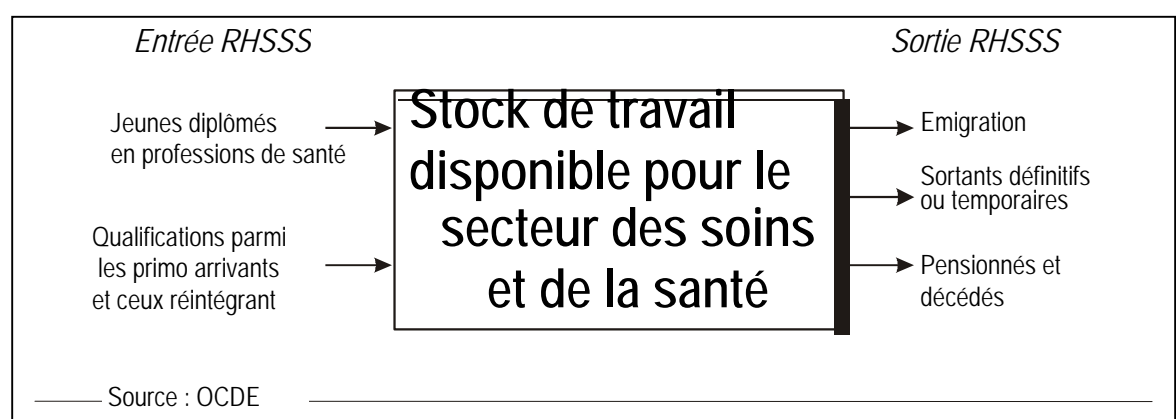 Entrée RHSSS
Sortie RHSSS
Jeunes diplômés
en professions de santé
Qualifications parmi
les primo arrivants
et ceux réintégrant
Stock de travail
disponible pour le
secteur des soins
et de la santé
Emigration
Sortants définitifs
ou temporaires
Pensionnés et
décédés
Source : OCDE